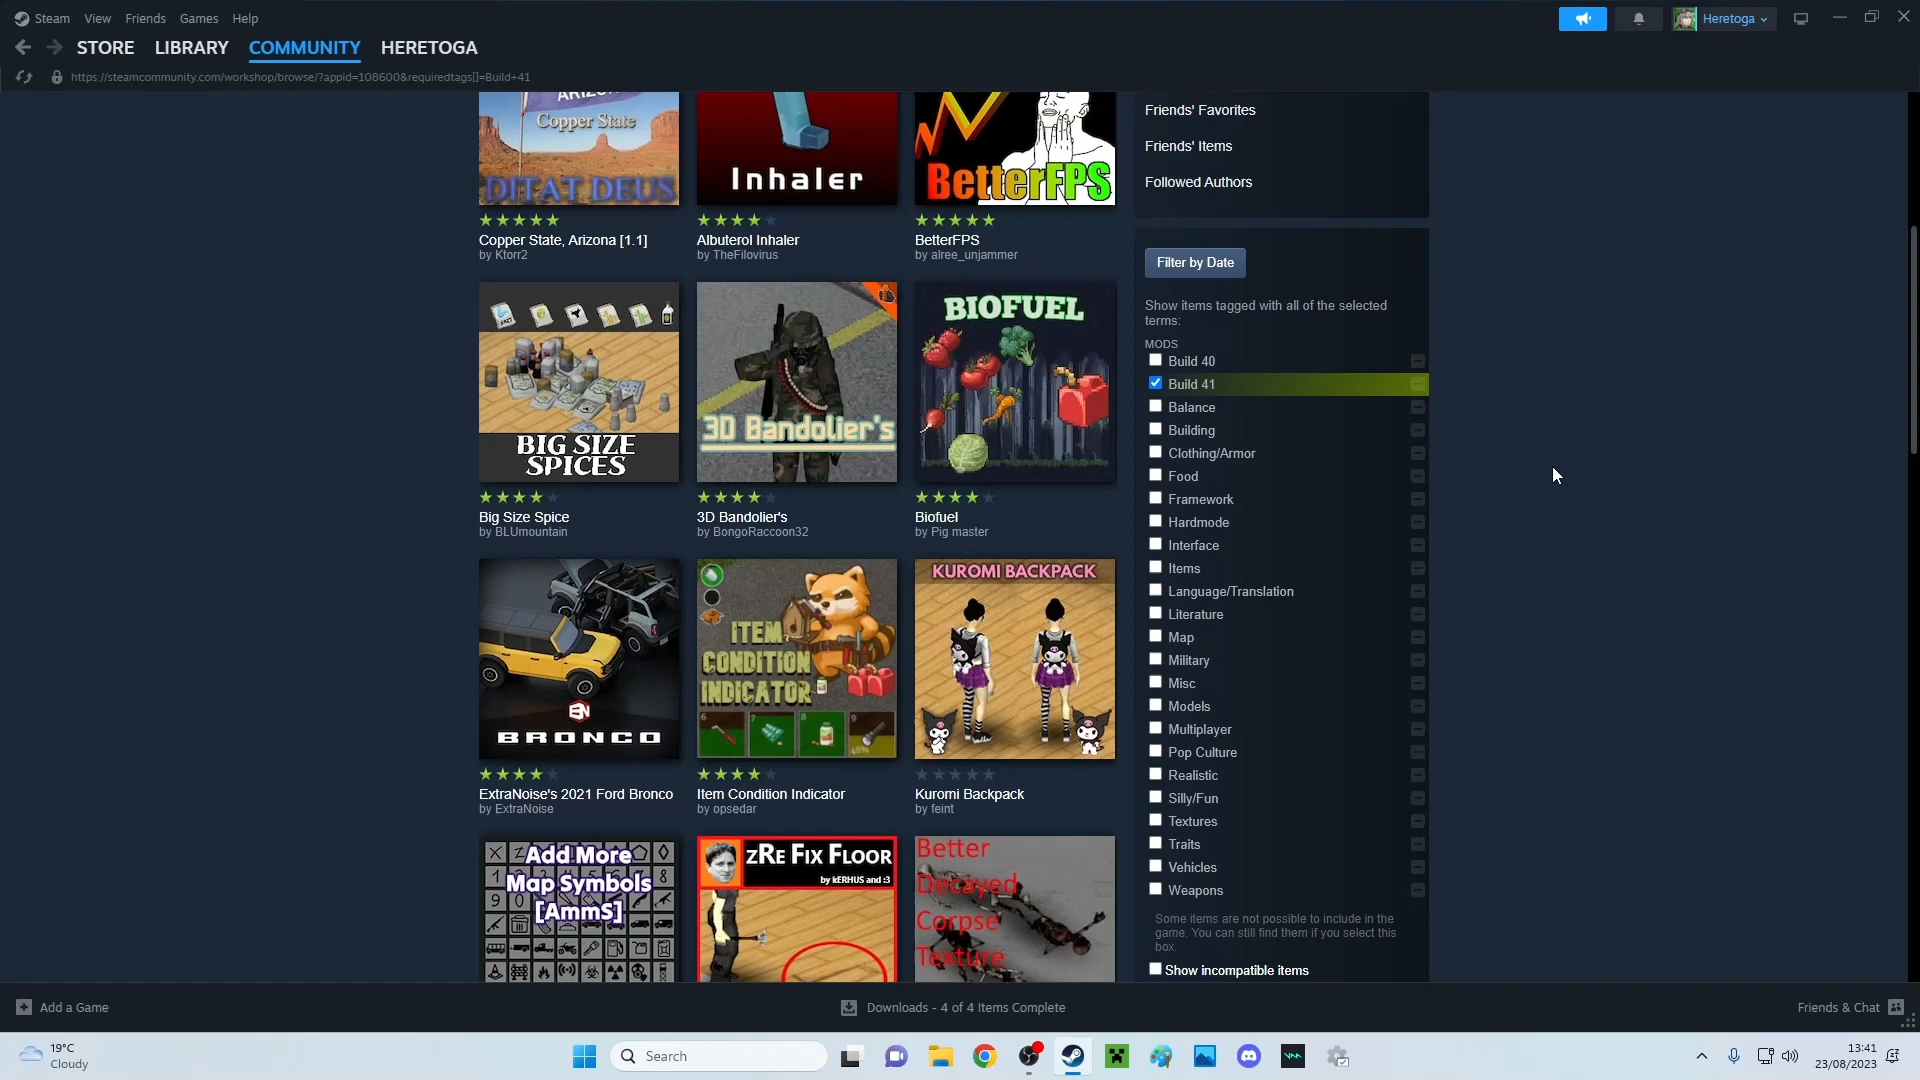 Steam View Friends Games Help
Heretoga
STORE LIBRARY COMMUNITY HERETOGA
https://steamcommunity.com/workshop/browse/?appid=108600&requiredtags[]=Build+41
Copper State
DITAT DEUS
Copper State, Arizona [1.1]
by Ktorr2
Inhaler
Albuterol Inhaler
by TheFilovirus
BetterFPS
BetterFPS
by alree_unjammer
BIG SIZE
SPICES
Big Size Spice
by BLUmountain
3D Bandolier's
3D Bandolier's
by BongoRaccoon32
BIOFUEL
Biofuel
by Pig master
BRONCO
ExtraNoise's 2021 Ford Bronco
by ExtraNoise
ITEM
CONDITION
INDICATOR
6 7 8 9
Item Condition Indicator
by opsedar
KUROMI BACKPACK
Kuromi Backpack
by feint
Add More
Map Symbols
[AmmS]
ZRE FIX FLOOR
by kERHUS and :3
Better
Decayed
Corpse
Texture
Friends' Favorites
Friends' Items
Followed Authors
Filter by Date
Show items tagged with all of the selected
terms:
MODS
Build 40
Build 41
Balance
Building
Clothing/Armor
Food
Framework
Hardmode
Interface
Items
Language/Translation
Literature
Map
Military
Misc
Models
Multiplayer
Pop Culture
Realistic
Silly/Fun
Textures
Traits
Vehicles
Weapons
Some items are not possible to include in the
game. You can still find them if you select this
box.
Show incompatible items
Add a Game
Downloads - 4 of 4 Items Complete
Friends & Chat
19°C
Cloudy
Search
13:41
23/08/2023